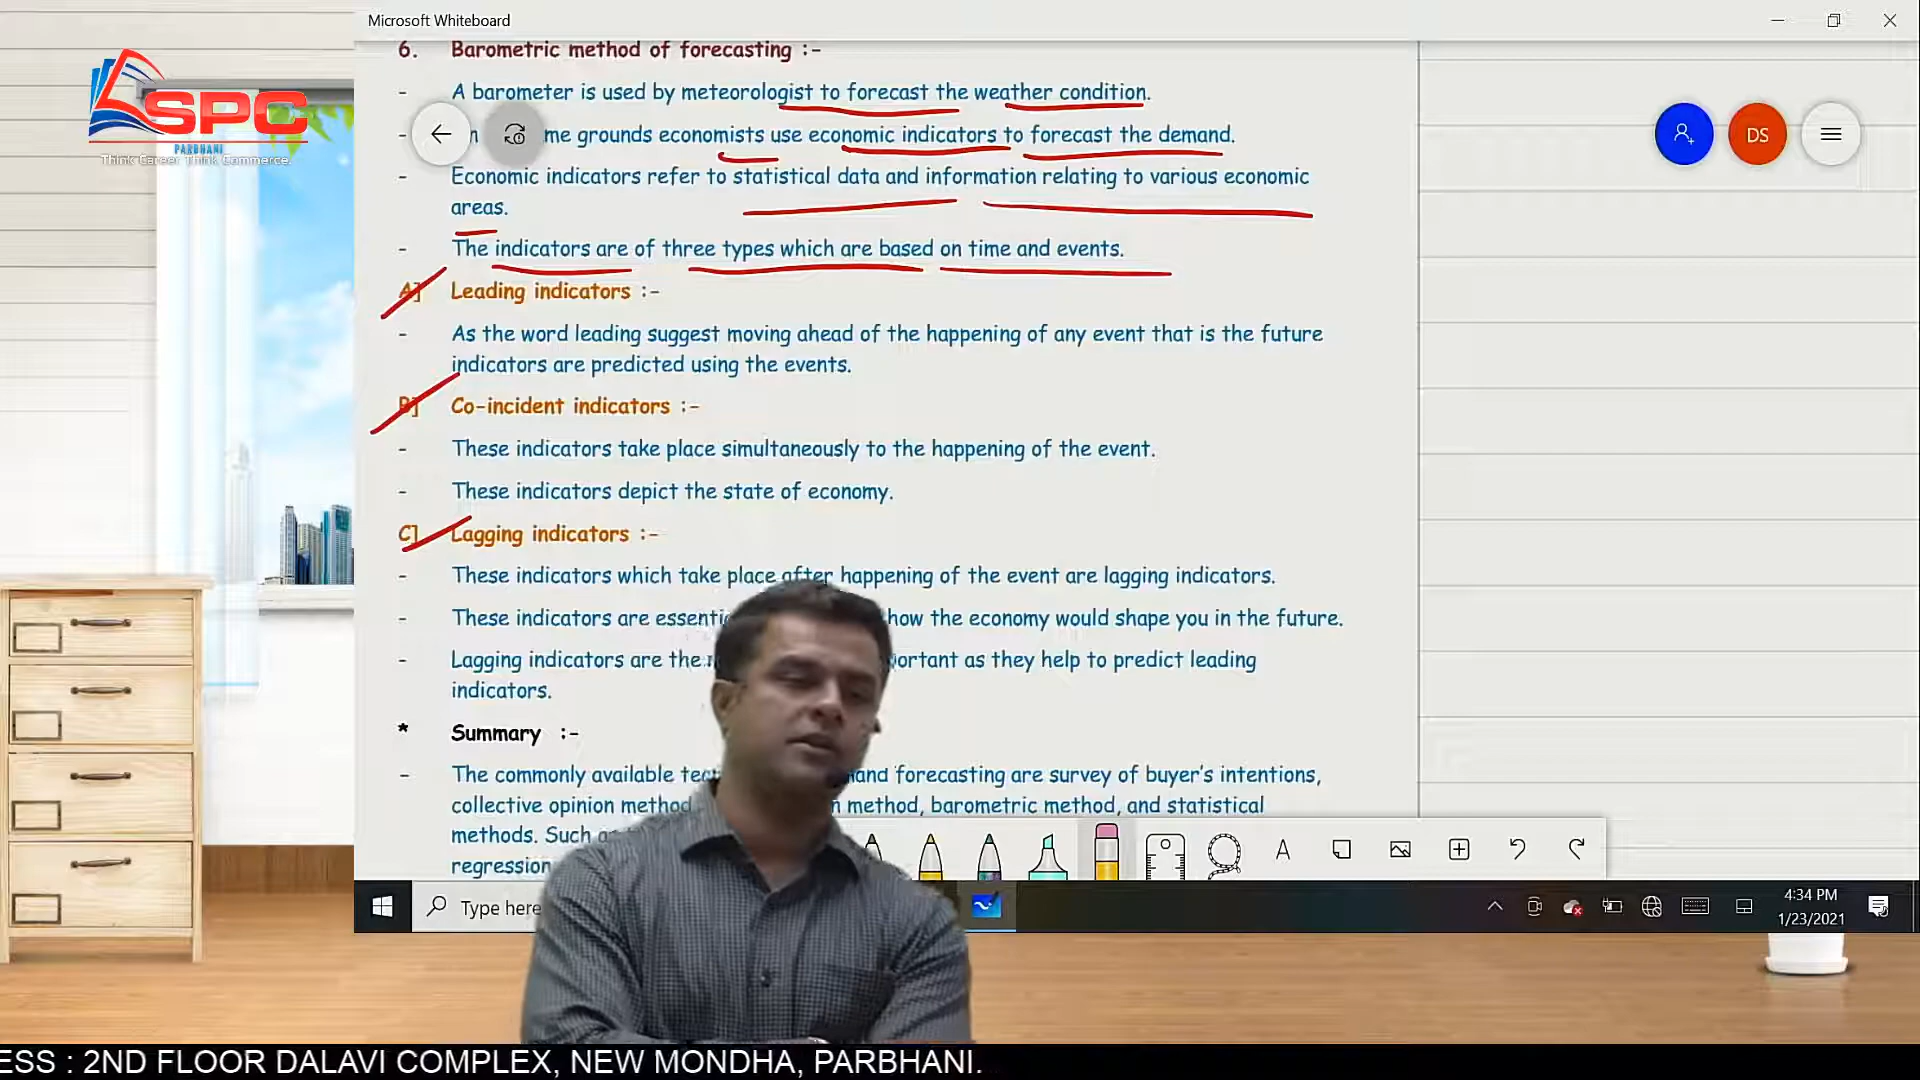 Microsoft Whiteboard
6. Barometric method of forecasting :-
- A barometer is used by meteorologist to forecast the weather condition.
- me grounds economists use economic indicators to forecast the demand.
- Economic indicators refer to statistical data and information relating to various economic
areas.
- The indicators are of three types which are based on time and events.
A] Leading indicators :-
- As the word leading suggest moving ahead of the happening of any event that is the future
indicators are predicted using the events.
B] Co-incident indicators :-
- These indicators take place simultaneously to the happening of the event.
- These indicators depict the state of economy.
C] Lagging indicators :-
- These indicators which take place after happening of the event are lagging indicators.
- These indicators are how the economy would shape you in the future.
- Lagging indicators are the as they help to predict leading
indicators.
* Summary :-
- The commonly available forecasting are survey of buyer's intentions,
collective opinion method, method, barometric method, and statistical
methods. Such
regression
SPC
PARBHANI
Think Career Think Commerce.
DS
A
Type here
4:34 PM
1/23/2021
ESS : 2ND FLOOR DALAVI COMPLEX, NEW MONDHA, PARBHANI.